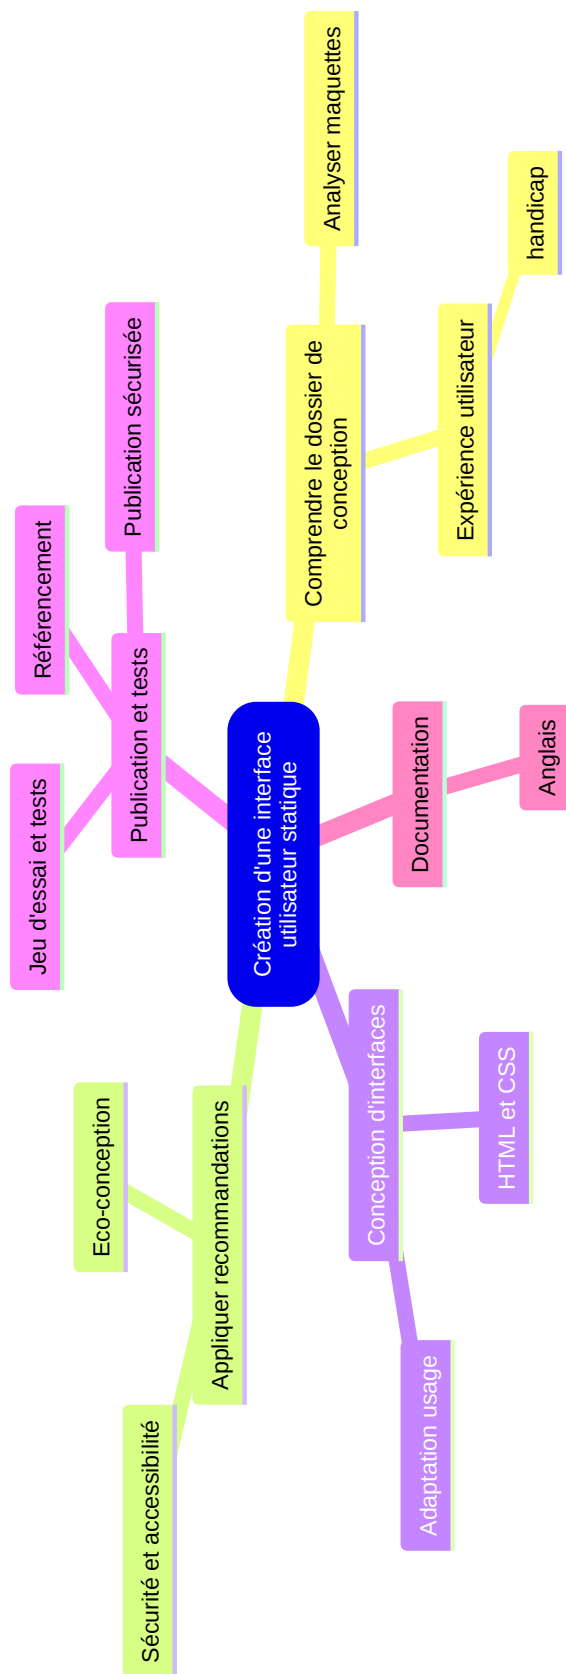 Création d'une interface
utilisateur statique
Comprendre le dossier de
conception
Analyser maquettes
Expérience utilisateur
handicap
Documentation
Anglais
Conception d'interfaces
HTML et CSS
Adaptation usage
Appliquer recommandations
Eco-conception
Sécurité et accessibilité
Publication et tests
Publication sécurisée
Référencement
Jeu d'essai et tests